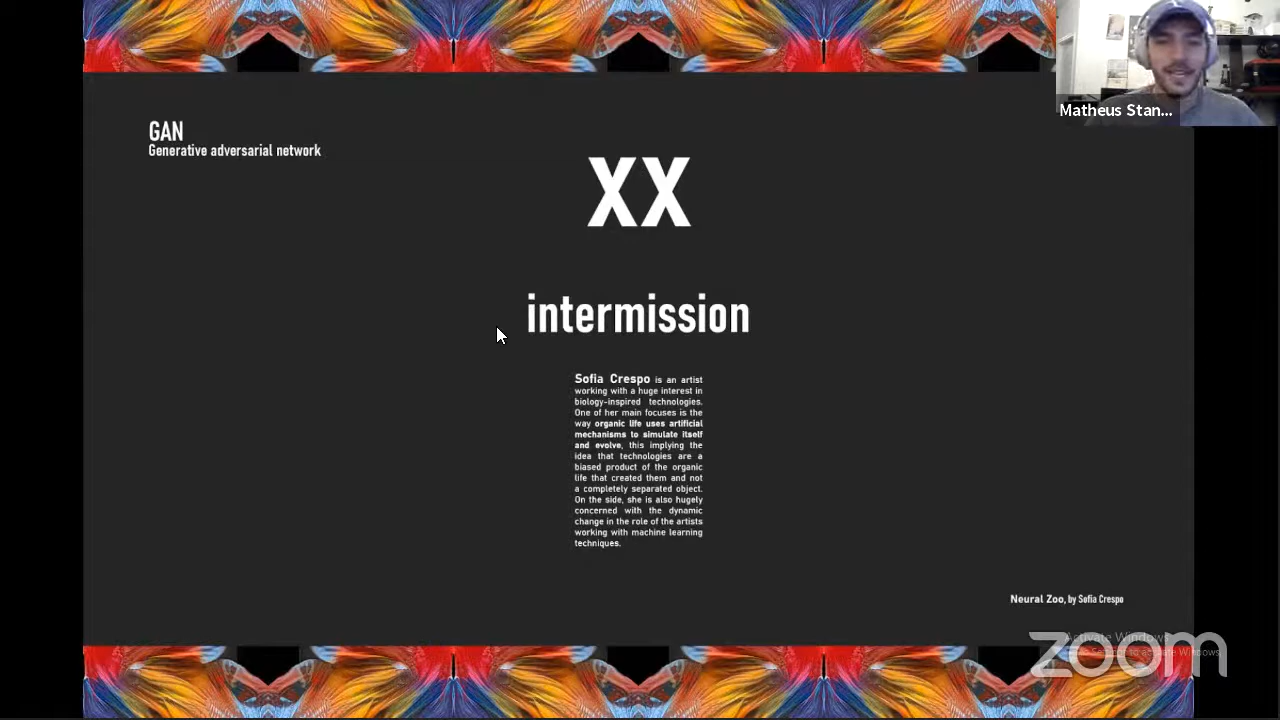 Matheus Stan...
GAN
Generative adversarial network
XX
intermission
Sofia Crespo is an artist
working with a huge interest in
biology-inspired technologies.
One of her main focuses is the
way organic life uses artificial
mechanisms to simulate itself
and evolve, this implying the
idea that technologies are a
biased product of the organic
life that created them and not
a completely separated object.
On the side, she is also hugely
concerned with the dynamic
change in the role of the artists
working with machine learning
techniques.
Neural Zoo, by Sofia Crespo
Activate Windows
zoom